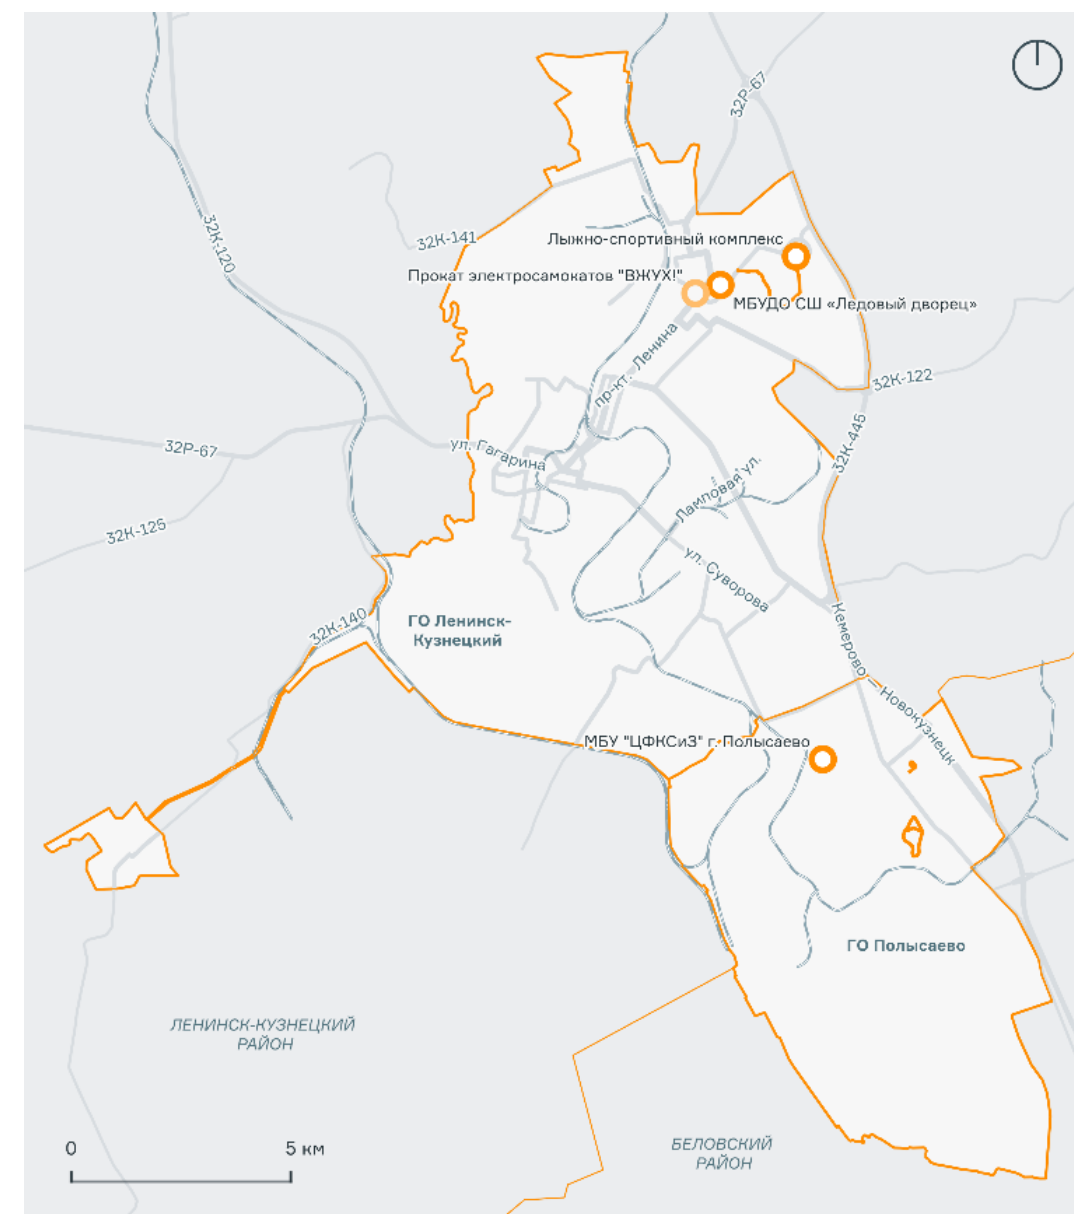 32Р-67
32К-120
32К-141
Лыжно-спортивный комплекс
Прокат электросамокатов "ВЖУХ!"
МБУДО СШ «Ледовый дворец»
пр-кт. Ленина
32К-122
32К-445
ул. Гагарина
32Р-67
Ламповая ул.
32К-125
ул. Суворова
32К-140
ГО Ленинск-
Кузнецкий
Кемерово — Новокузнецк
МБУ "ЦФКСиЗ" г. Полысаево
ГО Полысаево
ЛЕНИНСК-КУЗНЕЦКИЙ
РАЙОН
БЕЛОВСКИЙ
РАЙОН
0 5 км